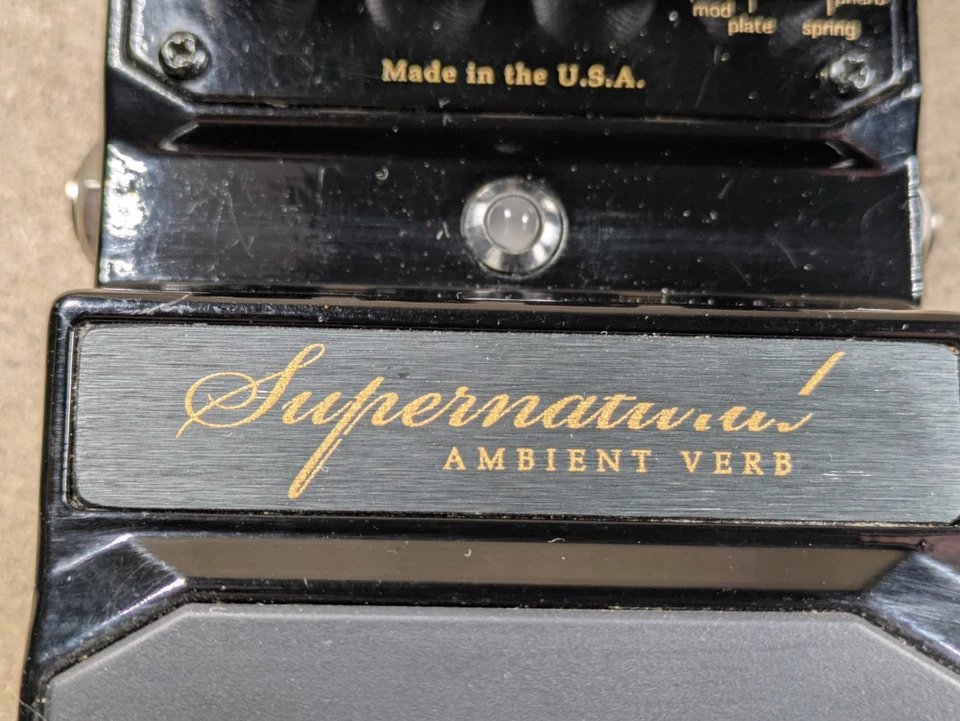 mod plate spring
Made in the U.S.A.
Supernatural
AMBIENT VERB